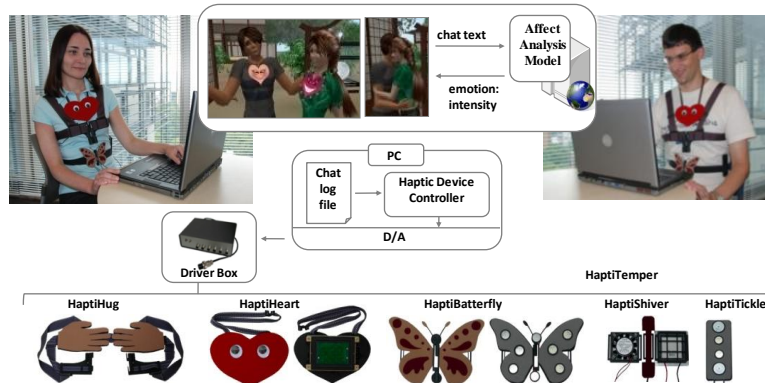 chat text
Affect
Analysis
Model
emotion:
intensity
PC
Chat
log
file
Haptic Device
Controller
D/A
Driver Box
HaptiTemper
HaptiHug
HaptiHeart
HaptiBatterfly
HaptiShiver
HaptiTickler